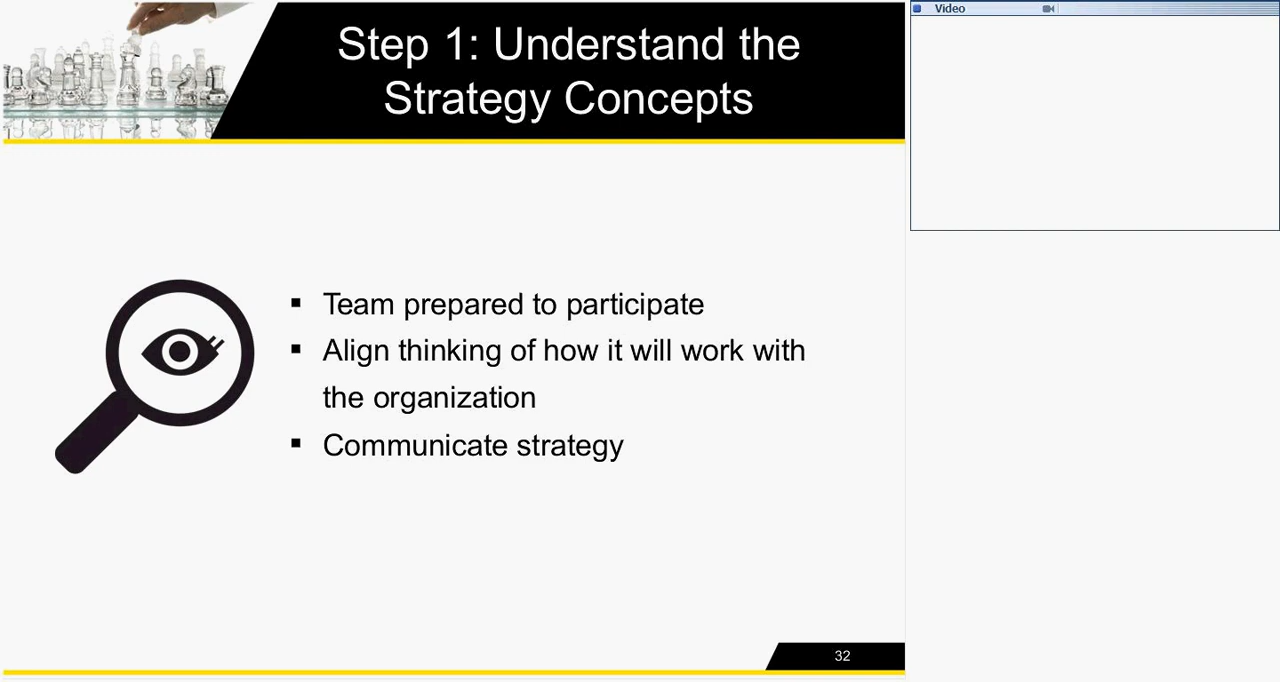 Step 1: Understand the
Strategy Concepts
Video
▪ Team prepared to participate
▪ Align thinking of how it will work with
the organization
▪ Communicate strategy
32